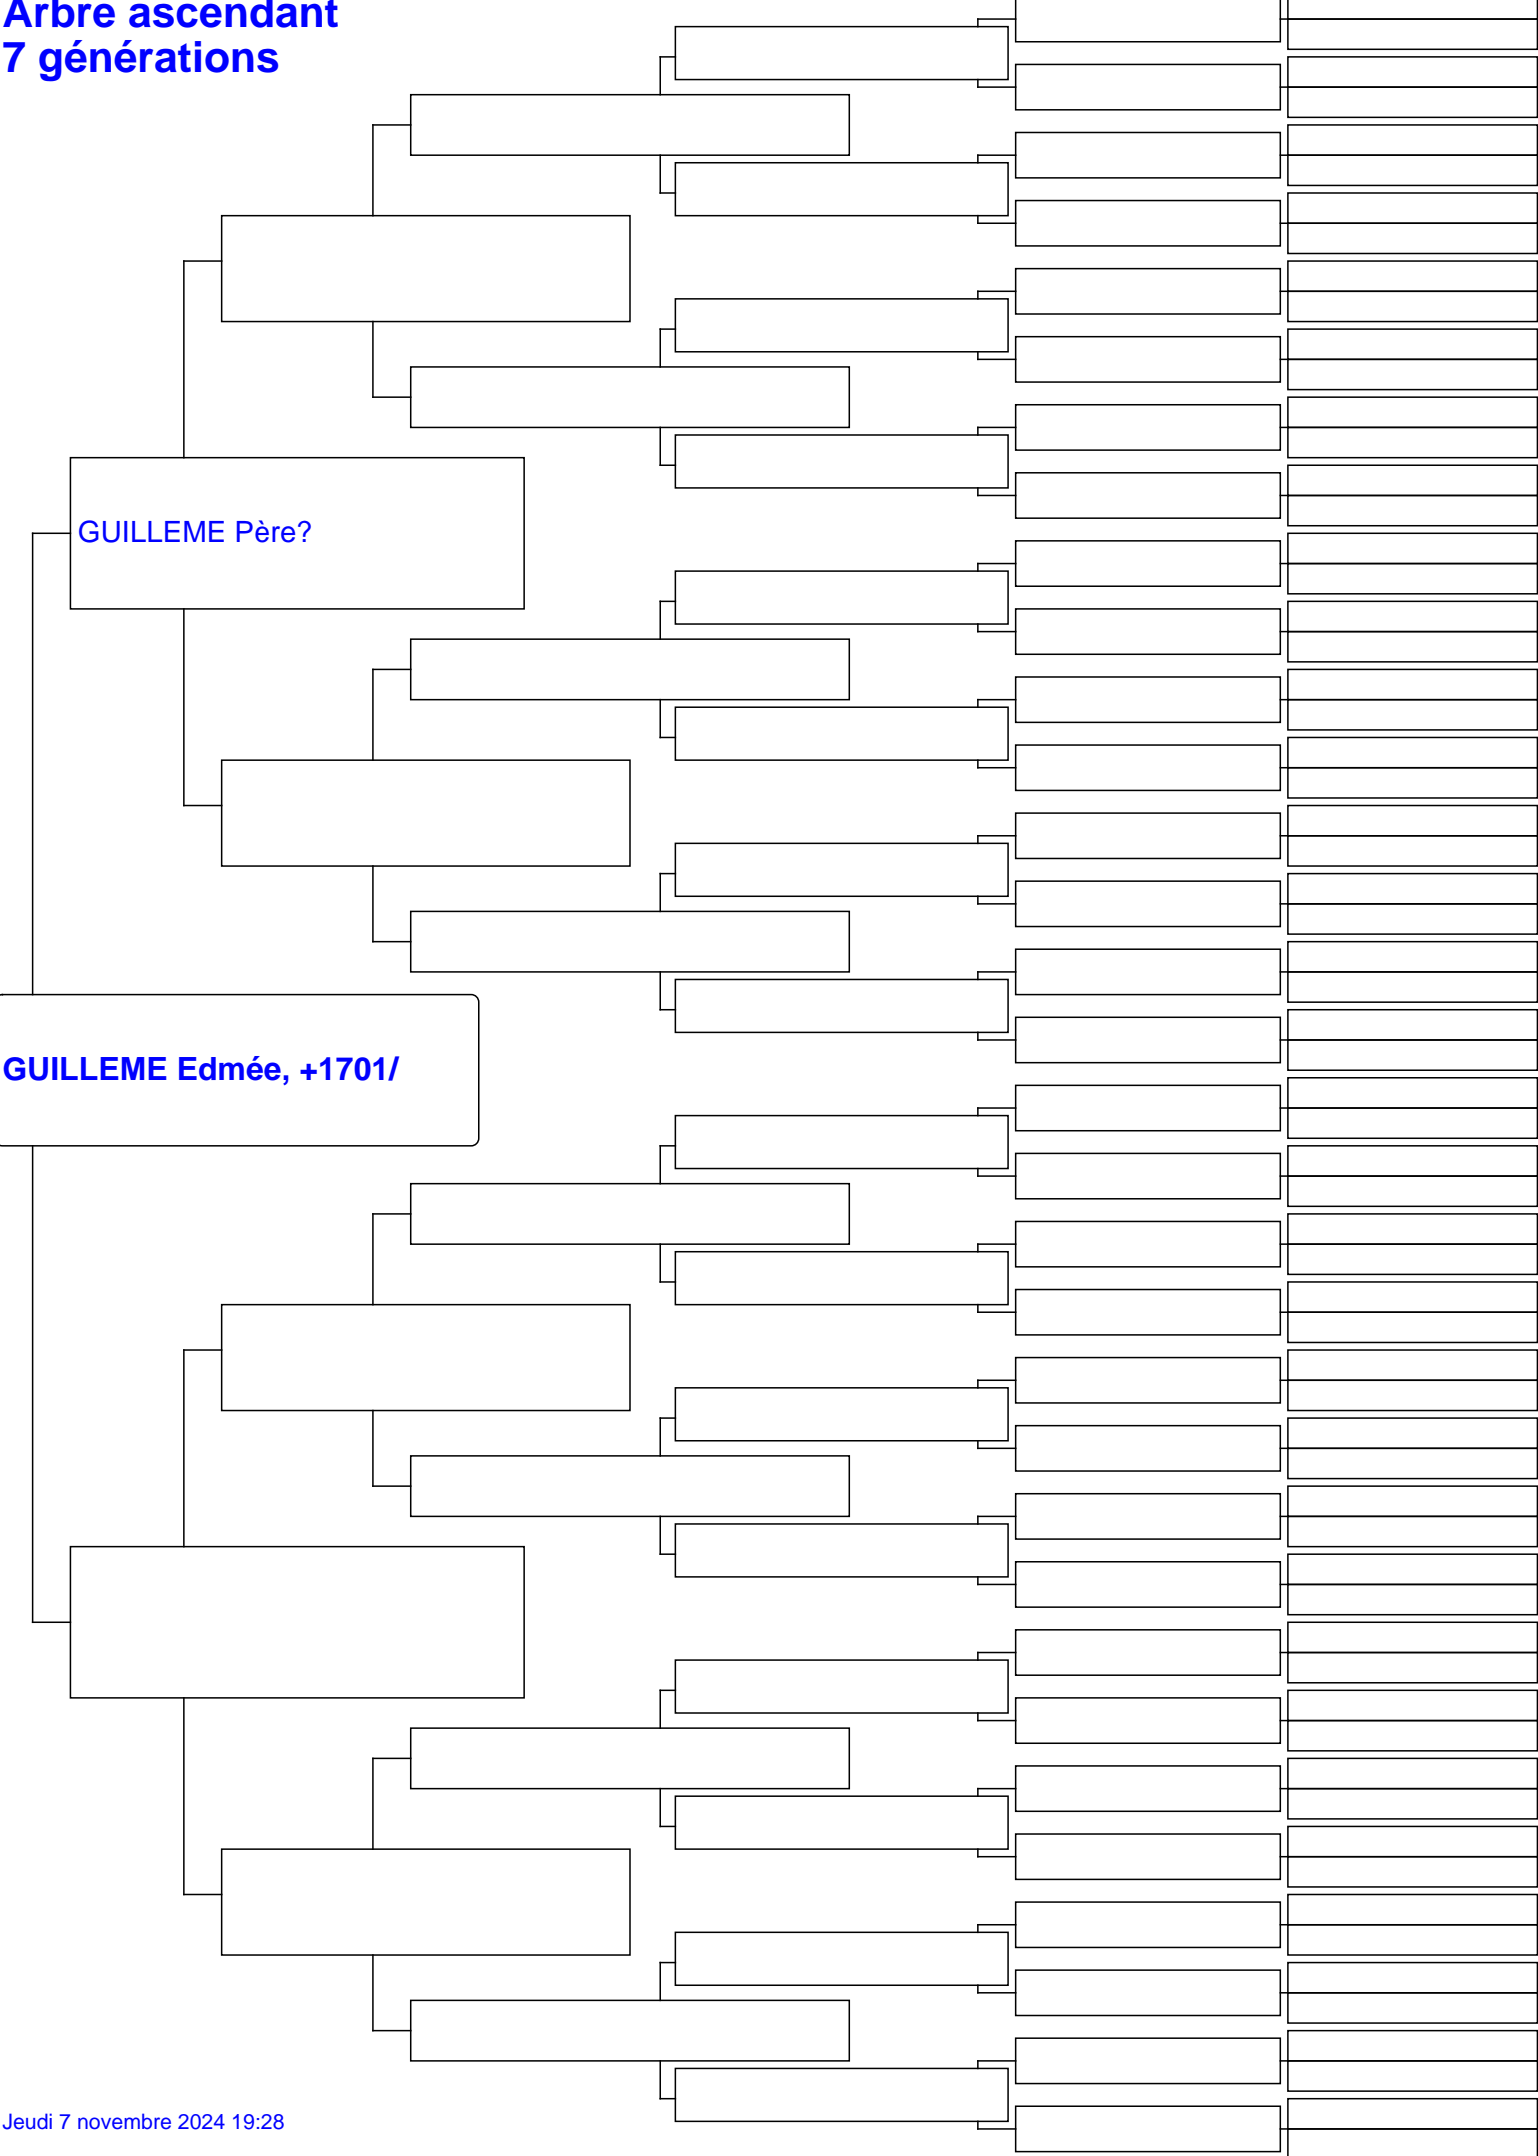 Arbre ascendant
7 générations
GUILLEME Père?
GUILLEME Edmée, +1701/
Jeudi 7 novembre 2024 19:28